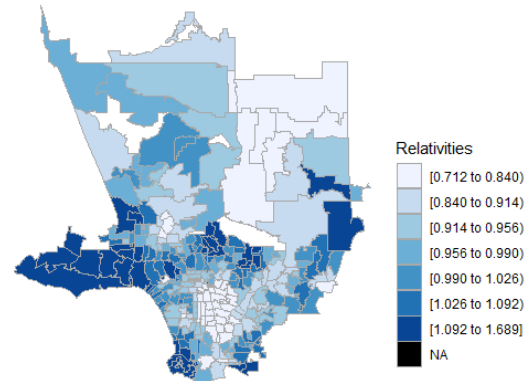 Relativities
[0.712 to 0.840)
[0.840 to 0.914)
[0.914 to 0.956)
[0.956 to 0.990)
[0.990 to 1.026)
[1.026 to 1.092)
[1.092 to 1.689]
NA